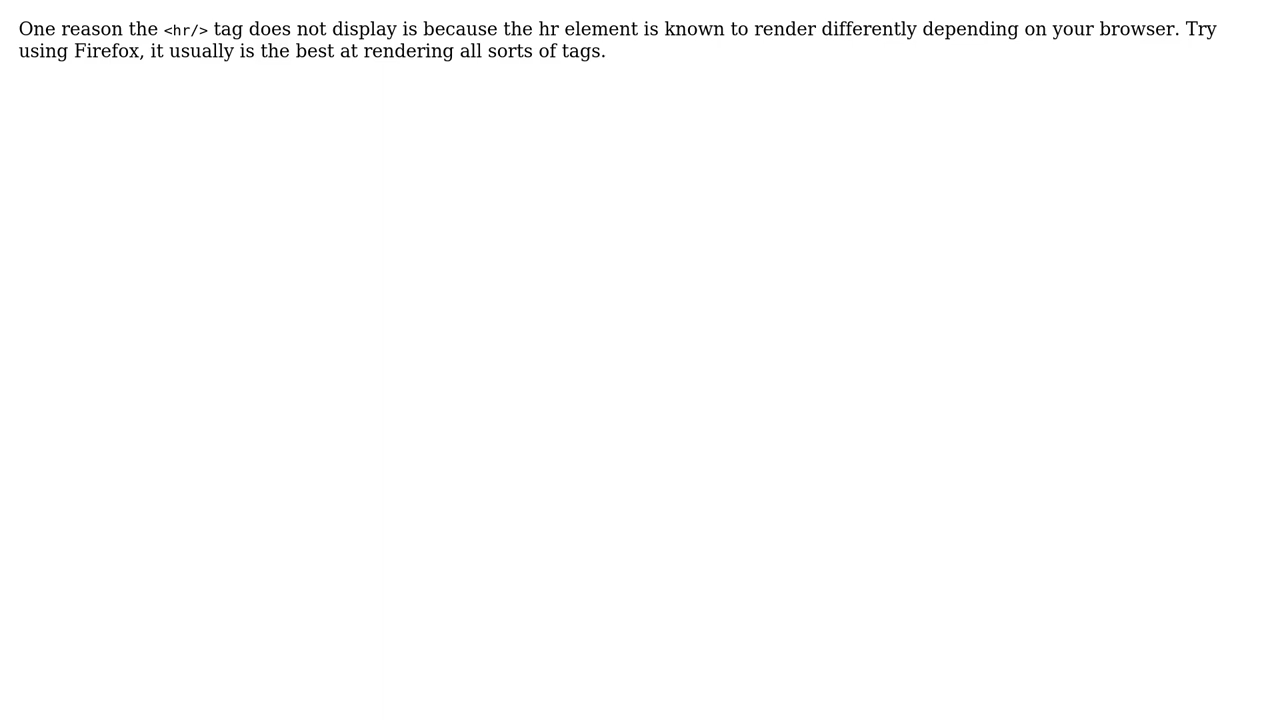 One reason the <hr/> tag does not display is because the hr element is known to render differently depending on your browser. Try
using Firefox, it usually is the best at rendering all sorts of tags.